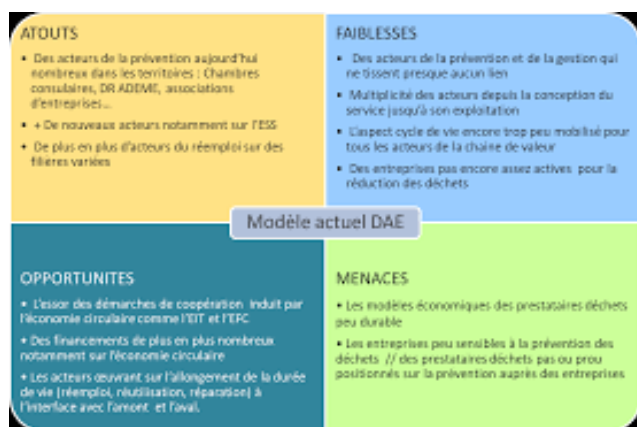 ATOUTS
• Des acteurs de la prévention aujourd'hui
nombreux dans les territoires : Chambres
consulaires, DR ADEME, associations
d'entreprises...
• + De nouveaux acteurs notamment sur l'ESS
• De plus en plus d'acteurs du réemploi sur des
filières variées
FAIBLESSES
• Des acteurs de la prévention et de la gestion qui
ne tissent presque aucun lien
• Multiplicité des acteurs depuis la conception du
service jusqu'à son exploitation
• L'aspect cycle de vie encore trop peu mobilisé pour
tous les acteurs de la chaine de valeur
• Des entreprises pas encore assez actives pour la
réduction des déchets
Modèle actuel DAE
OPPORTUNITES
• L'essor des démarches de coopération induit par
l'économie circulaire comme l'EIT et l'EFC
• Des financements de plus en plus nombreux
notamment sur l'économie circulaire
• Les acteurs œuvrant sur l'allongement de la durée
de vie (réemploi, réutilisation, réparation) à
l'interface avec l'amont et l'aval.
MENACES
• Les modèles économiques des prestataires déchets
peu durable
• Les entreprises peu sensibles à la prévention des
déchets // des prestataires déchets pas ou prou
positionnés sur la prévention auprès des entreprises